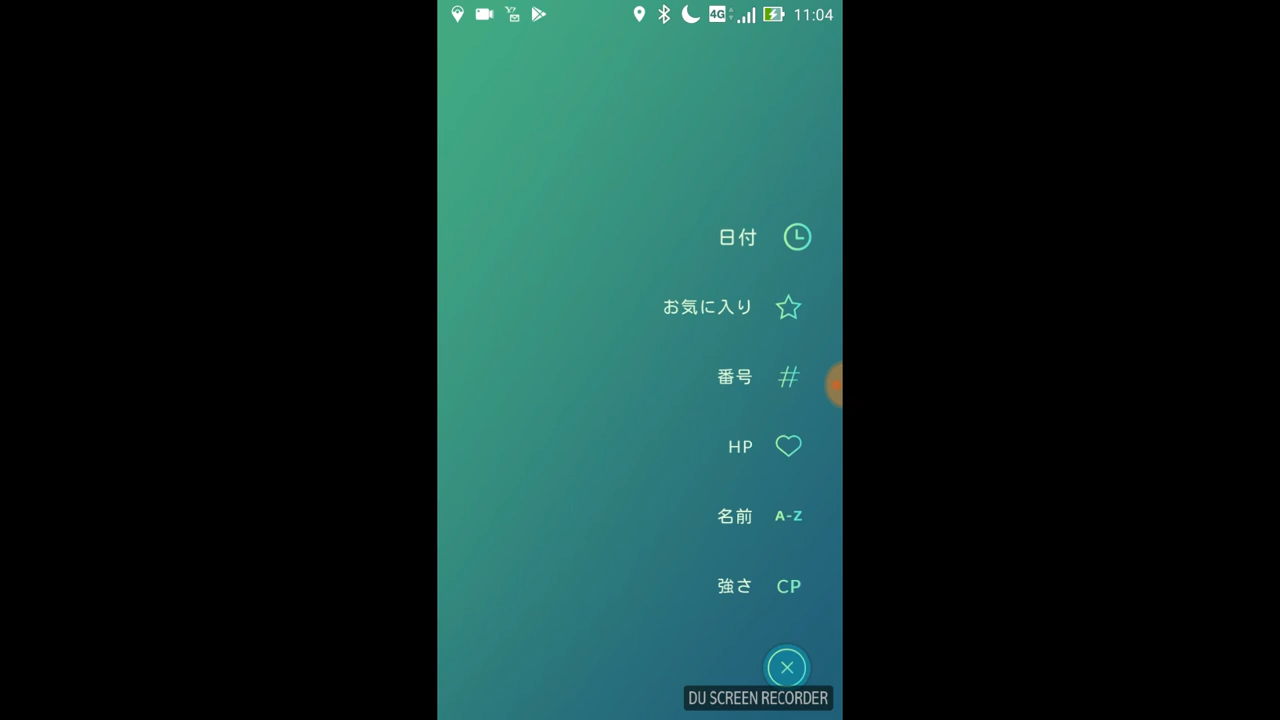 4G 11:04
日付
お気に入り
番号 #
HP
名前 A-Z
強さ CP
DU SCREEN RECORDER